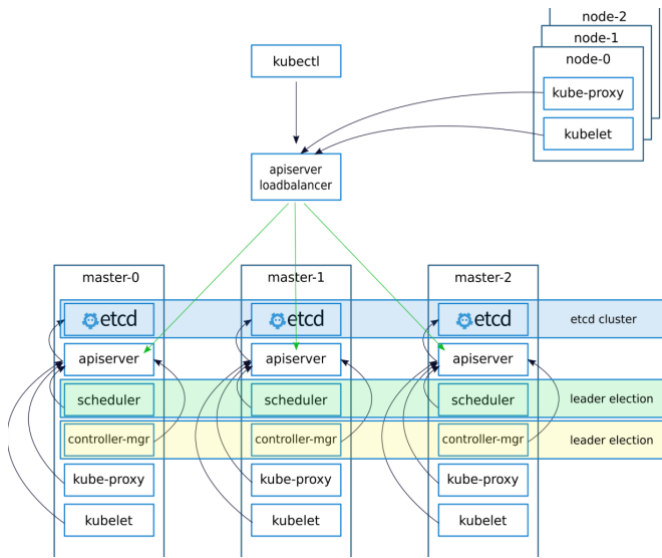 node-2
node-1
node-0
kube-proxy
kubelet
kubectl
apiserver
loadbalancer
master-0
master-1
master-2
etcd
etcd
etcd
etcd cluster
apiserver
apiserver
apiserver
scheduler
scheduler
scheduler
leader election
controller-mgr
controller-mgr
controller-mgr
leader election
kube-proxy
kube-proxy
kube-proxy
kubelet
kubelet
kubelet